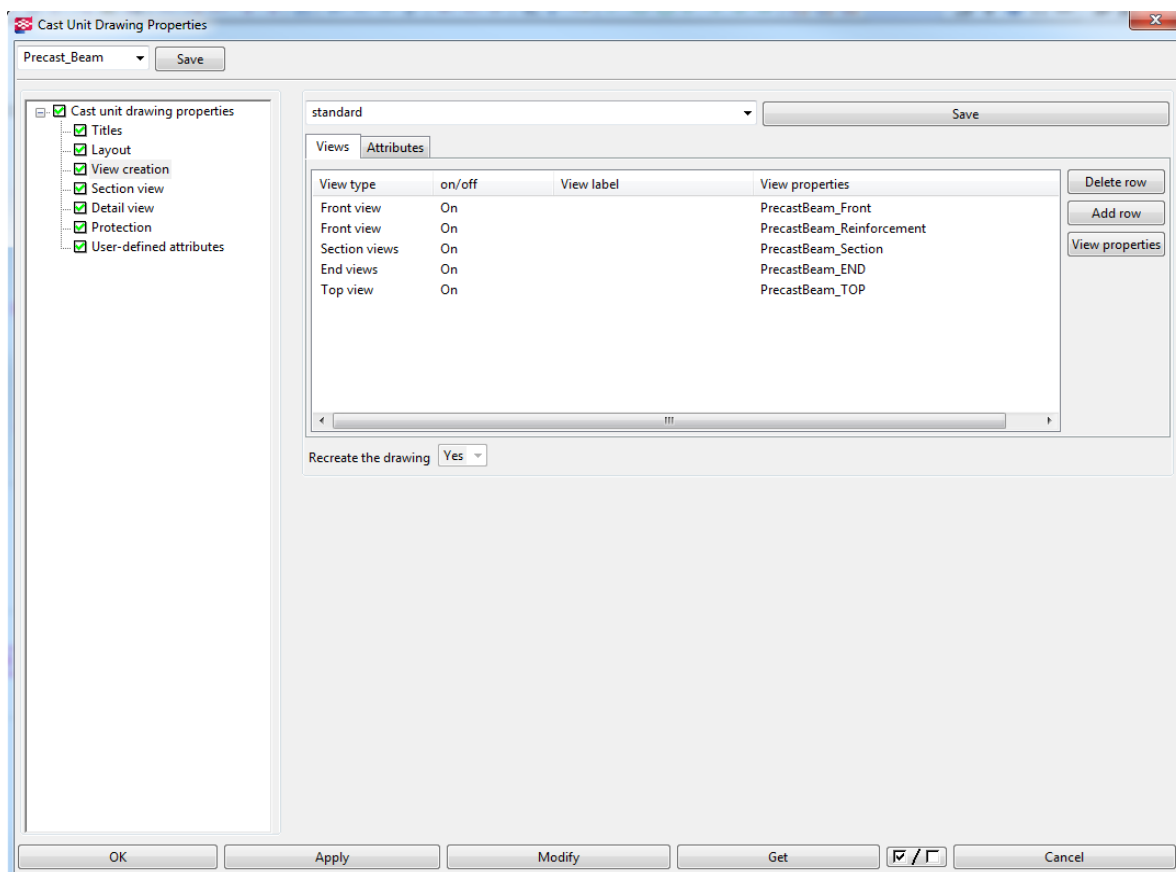 Cast Unit Drawing Properties
Precast_Beam Save
Cast unit drawing properties
Titles
Layout
View creation
Section view
Detail view
Protection
User-defined attributes
standard Save
Views Attributes
View type on/off View label View properties
Front view On PrecastBeam_Front
Front view On PrecastBeam_Reinforcement
Section views On PrecastBeam_Section
End views On PrecastBeam_END
Top view On PrecastBeam_TOP
Delete row
Add row
View properties
Recreate the drawing Yes
OK Apply Modify Get / Cancel